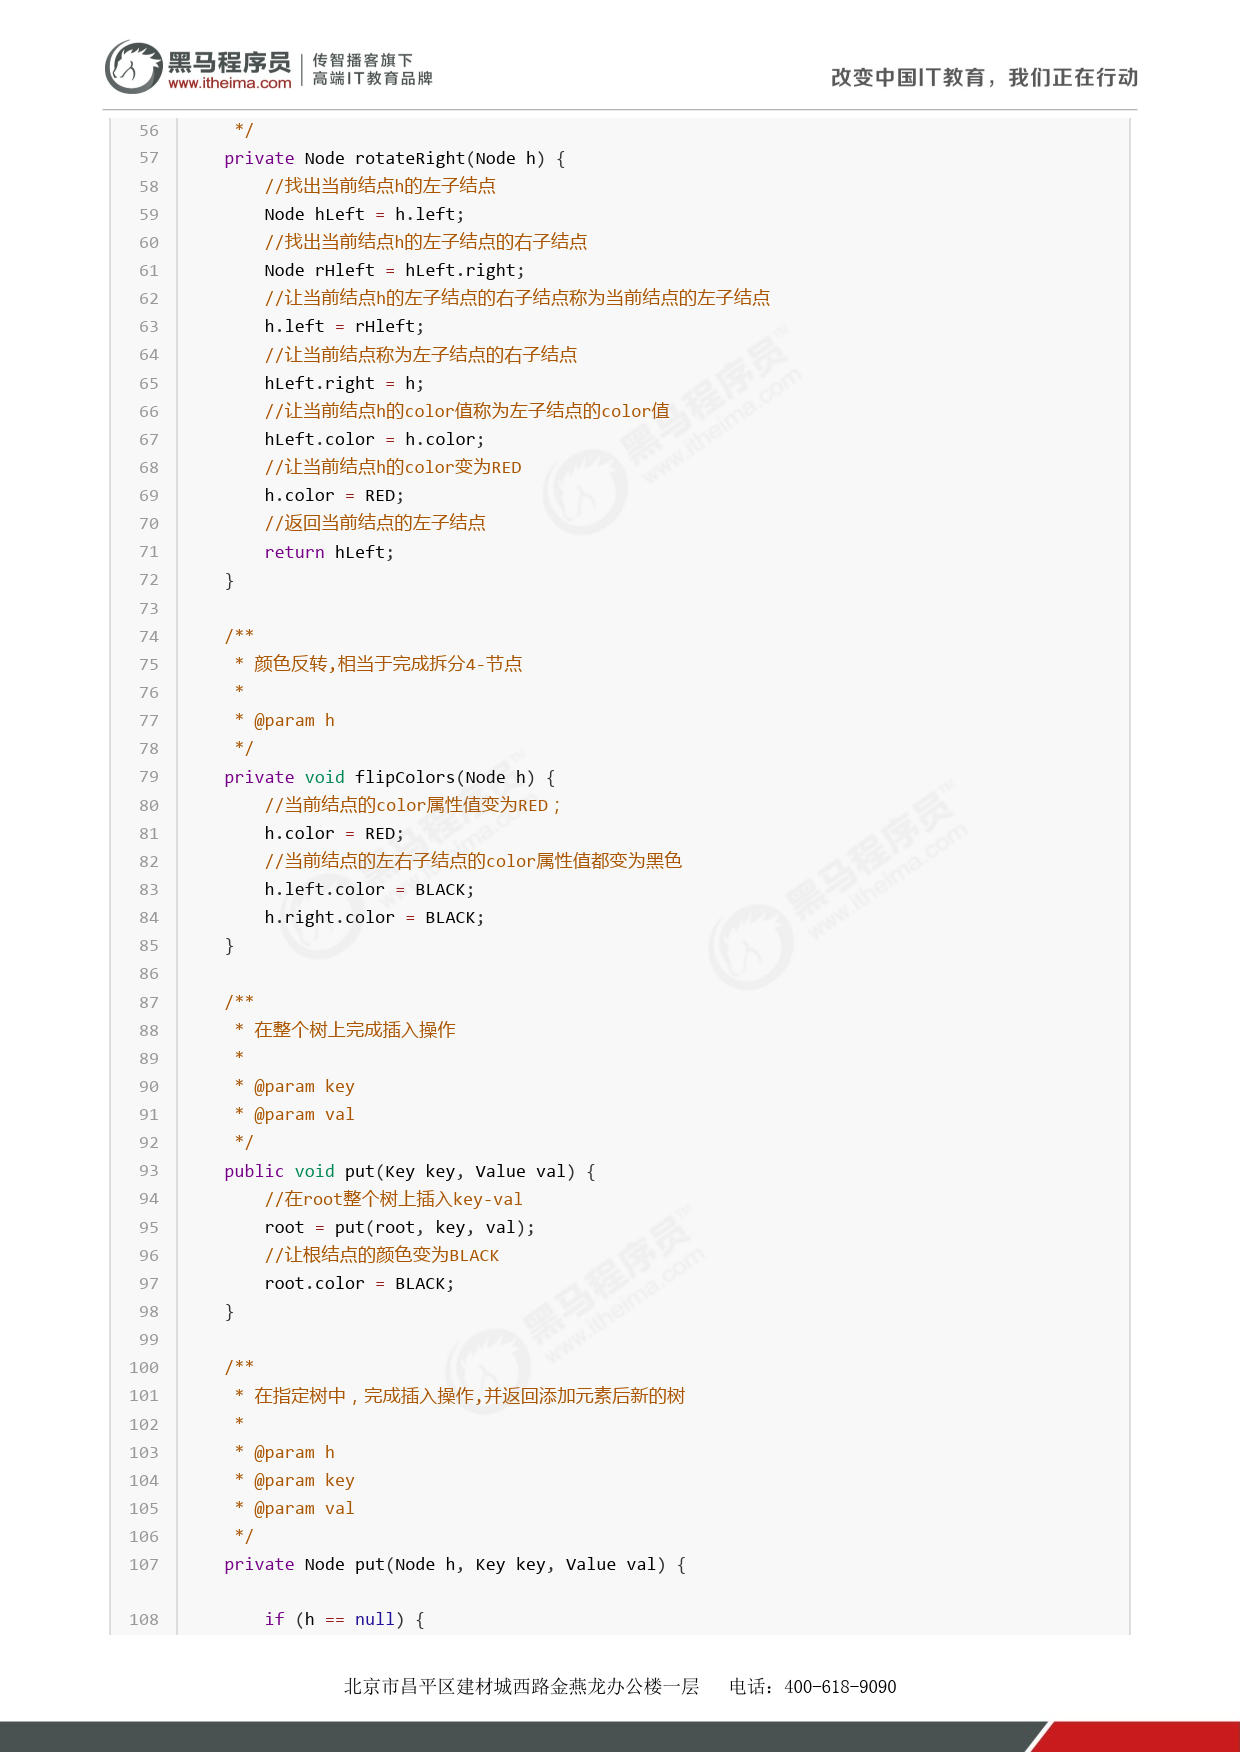 黑马程序员
www.itheima.com
传智播客旗下
高端IT教育品牌
改变中国IT教育，我们正在行动
56 */
57 private Node rotateRight(Node h) {
58 //找出当前结点h的左子结点
59 Node hLeft = h.left;
60 //找出当前结点h的左子结点的右子结点
61 Node rHleft = hLeft.right;
62 //让当前结点h的左子结点的右子结点称为当前结点的左子结点
63 h.left = rHleft;
64 //让当前结点称为左子结点的右子结点
65 hLeft.right = h;
66 //让当前结点h的color值称为左子结点的color值
67 hLeft.color = h.color;
68 //让当前结点h的color变为RED
69 h.color = RED;
70 //返回当前结点的左子结点
71 return hLeft;
72 }
73
74 /**
75 * 颜色反转,相当于完成拆分4-节点
76 *
77 * @param h
78 */
79 private void flipColors(Node h) {
80 //当前结点的color属性值变为RED；
81 h.color = RED;
82 //当前结点的左右子结点的color属性值都变为黑色
83 h.left.color = BLACK;
84 h.right.color = BLACK;
85 }
86
87 /**
88 * 在整个树上完成插入操作
89 *
90 * @param key
91 * @param val
92 */
93 public void put(Key key, Value val) {
94 //在root整个树上插入key-val
95 root = put(root, key, val);
96 //让根结点的颜色变为BLACK
97 root.color = BLACK;
98 }
99
100 /**
101 * 在指定树中，完成插入操作,并返回添加元素后新的树
102 *
103 * @param h
104 * @param key
105 * @param val
106 */
107 private Node put(Node h, Key key, Value val) {
108 if (h == null) {
北京市昌平区建材城西路金燕龙办公楼一层 电话：400-618-9090